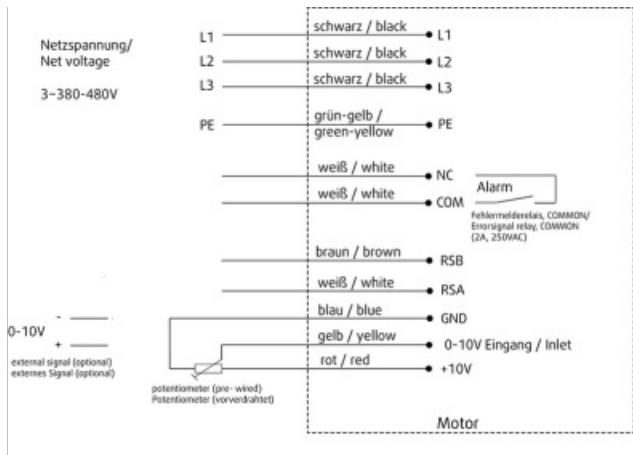 Netzspannung/
Net voltage
3~380-480V
L1 schwarz / black L1
L2 schwarz / black L2
L3 schwarz / black L3
PE grün-gelb /
green-yellow PE
weiß / white NC
Alarm
weiß / white COM
Fehlermelderelais, COMMON/
Errorsignal relay, COMMON
(2A, 250VAC)
braun / brown RSB
weiß / white RSA
blau / blue GND
-
0-10V
+
gelb / yellow 0-10V Eingang / Inlet
rot / red +10V
external signal (optional)
externes Signal (optional)
potentiometer (pre- wired)
Potentiometer (vorverdrahtet)
Motor